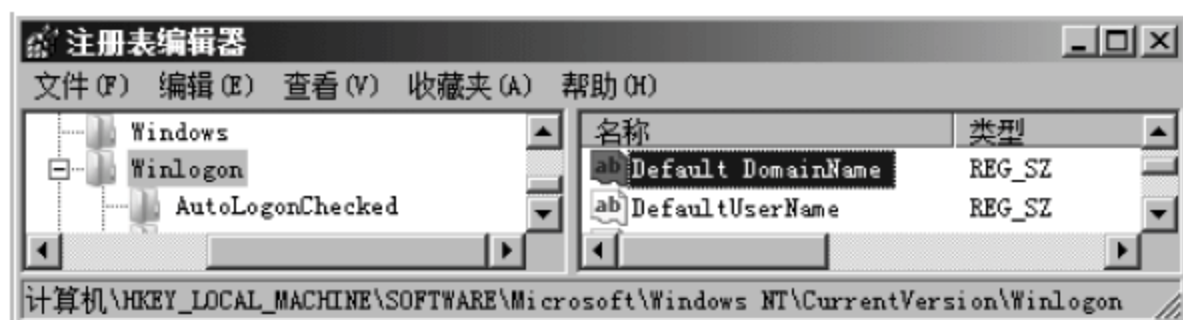 注册表编辑器
文件(F) 编辑(E) 查看(V) 收藏夹(A) 帮助(H)
Windows
Winlogon
AutoLogonChecked
名称 类型
Default DomainName REG_SZ
DefaultUserName REG_SZ
计算机\HKEY_LOCAL_MACHINE\SOFTWARE\Microsoft\Windows NT\CurrentVersion\Winlogon